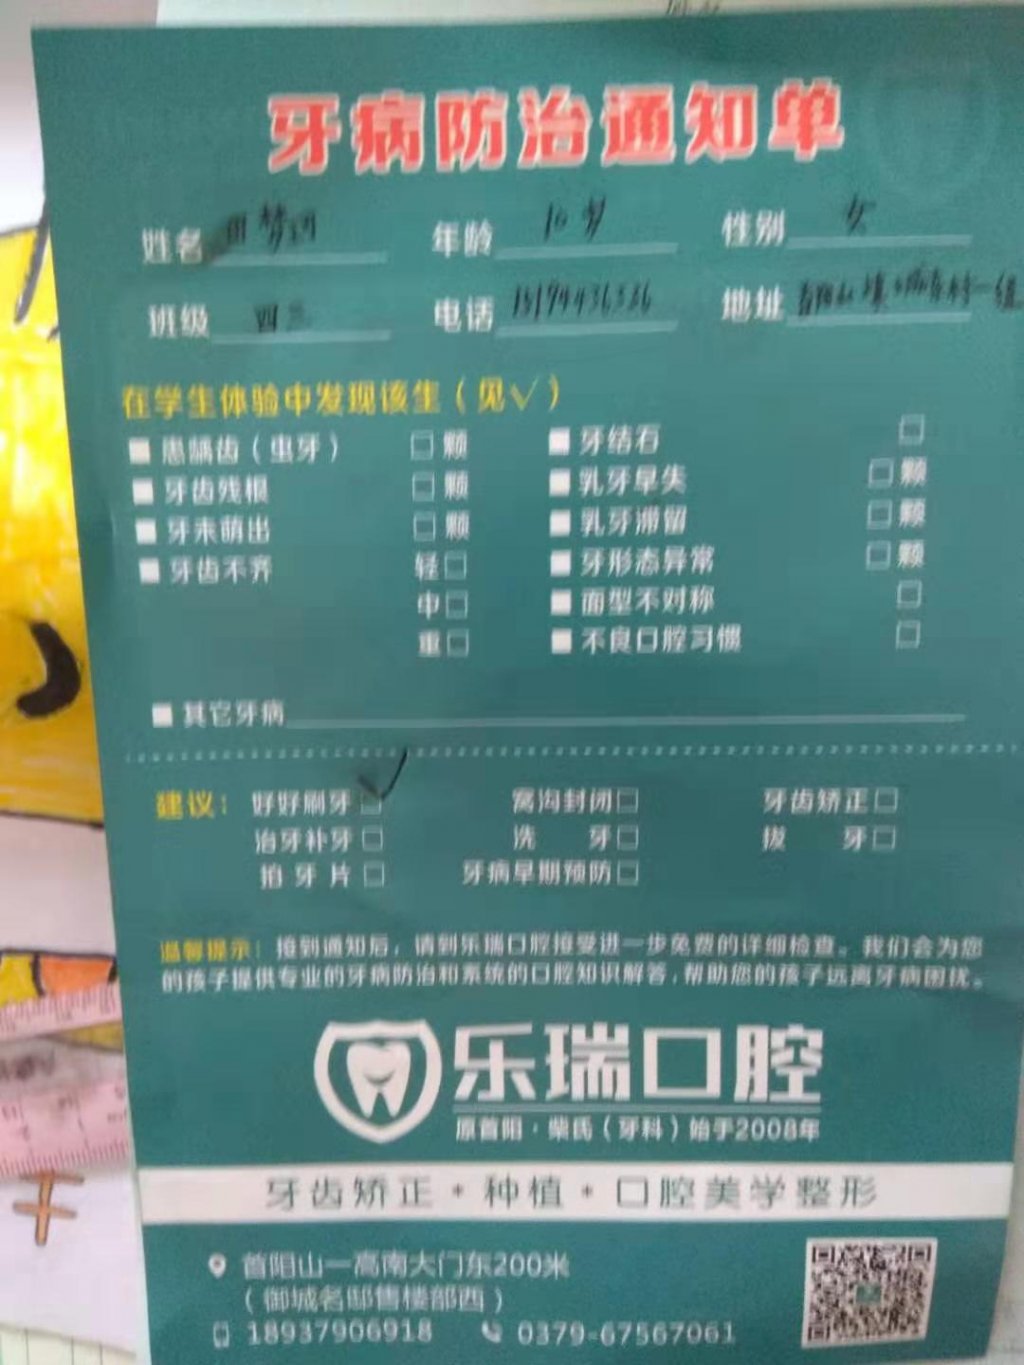 牙病防治通知单
姓名 田梦 年龄 10岁 性别 女
班级 四三 电话 地址
在学生体验中发现该生（见√）
患龋齿（虫牙） □ 颗 牙结石 □
牙齿残根 □ 颗 乳牙早失 □ 颗
牙未萌出 □ 颗 乳牙滞留 □ 颗
牙齿不齐 轻□ 牙形态异常 □ 颗
中□ 面型不对称 □
重□ 不良口腔习惯 □
其它牙病
建议： 好好刷牙□✓ 窝沟封闭□ 牙齿矫正□
治牙补牙□ 洗 牙□ 拔 牙□
拍牙片□ 牙病早期预防□
温馨提示：接到通知后，请到乐瑞口腔接受进一步免费的详细检查。我们会为您
的孩子提供专业的牙病防治和系统的口腔知识解答，帮助您的孩子远离牙病困扰。
乐瑞口腔
原首阳·柴氏（牙科）始于2008年
牙齿矫正·种植·口腔美学整形
首阳山一高南大门东200米
（御城名邸售楼部西）
18937906918 0379-67567061